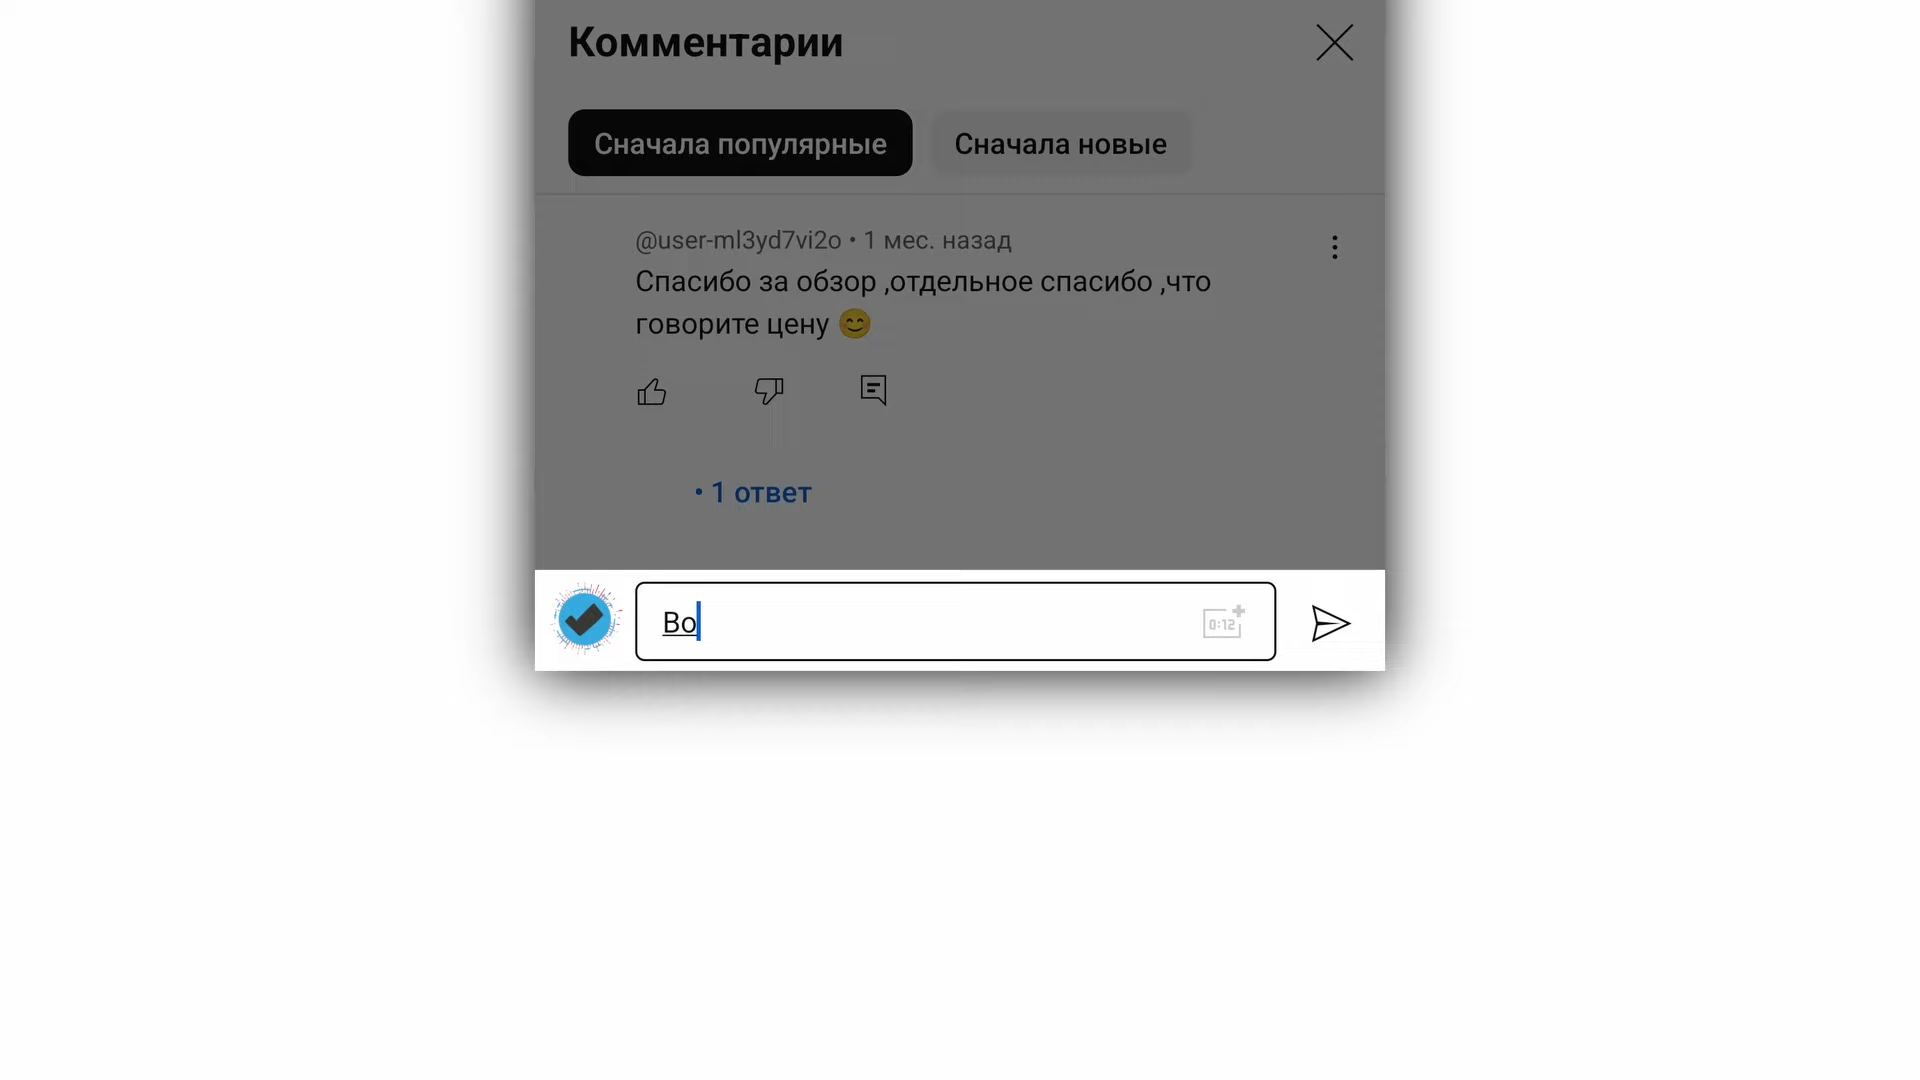 Комментарии
Сначала популярные
Сначала новые
@user-ml3yd7vi2o • 1 мес. назад
Спасибо за обзор ,отдельное спасибо ,что
говорите цену 😊
• 1 ответ
Во
0:12